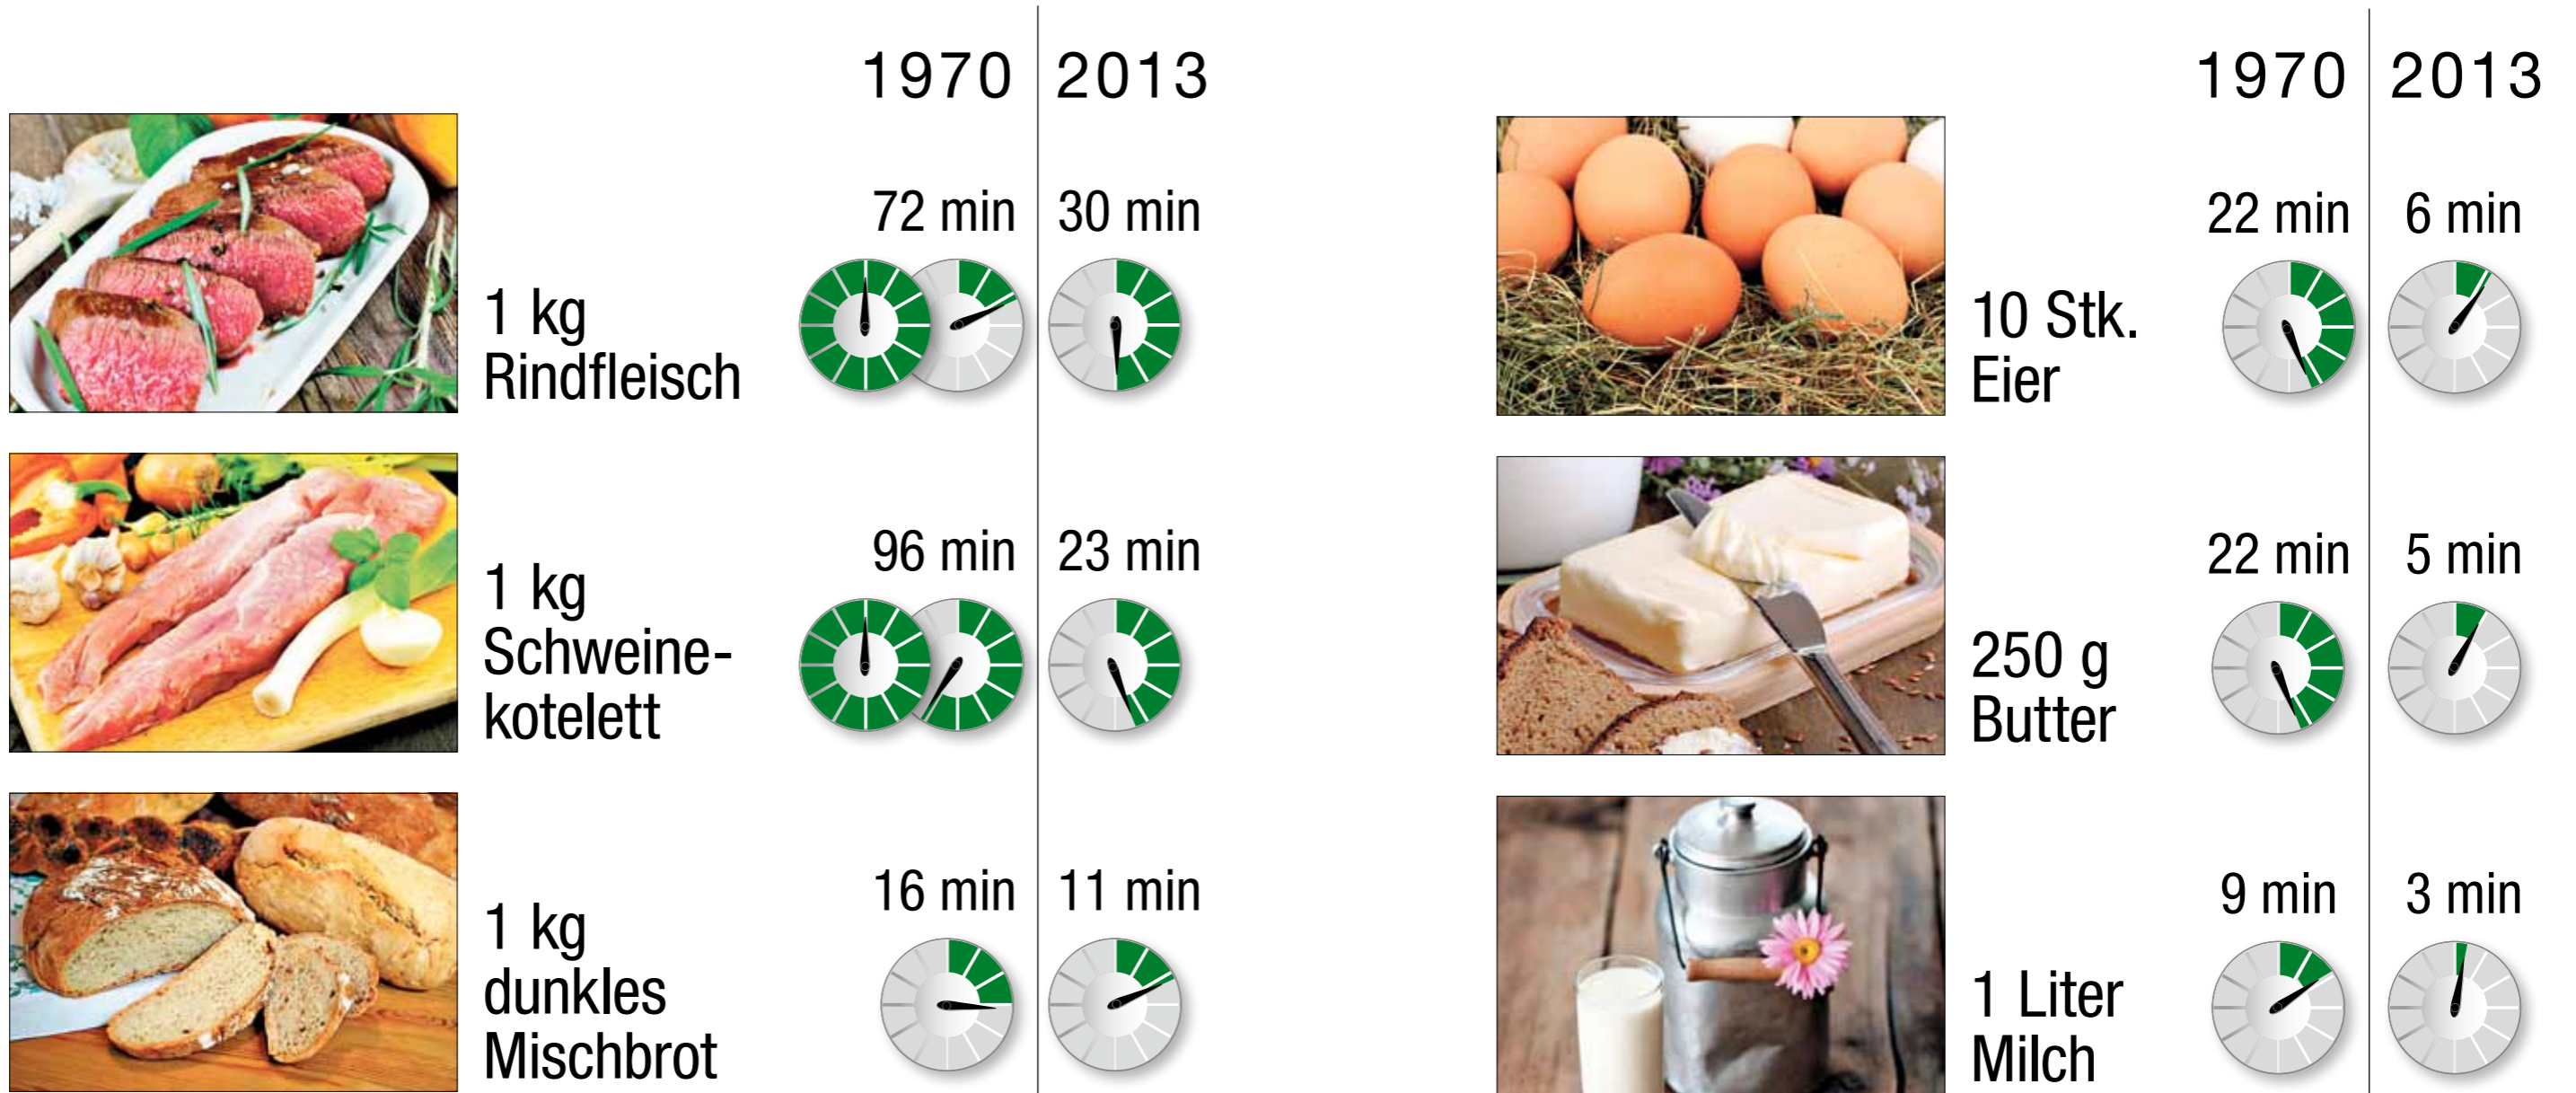 1970 2013
72 min 30 min
1 kg
Rindfleisch
96 min 23 min
1 kg
Schweine-
kotelett
16 min 11 min
1 kg
dunkles
Mischbrot
1970 2013
22 min 6 min
10 Stk.
Eier
22 min 5 min
250 g
Butter
9 min 3 min
1 Liter
Milch